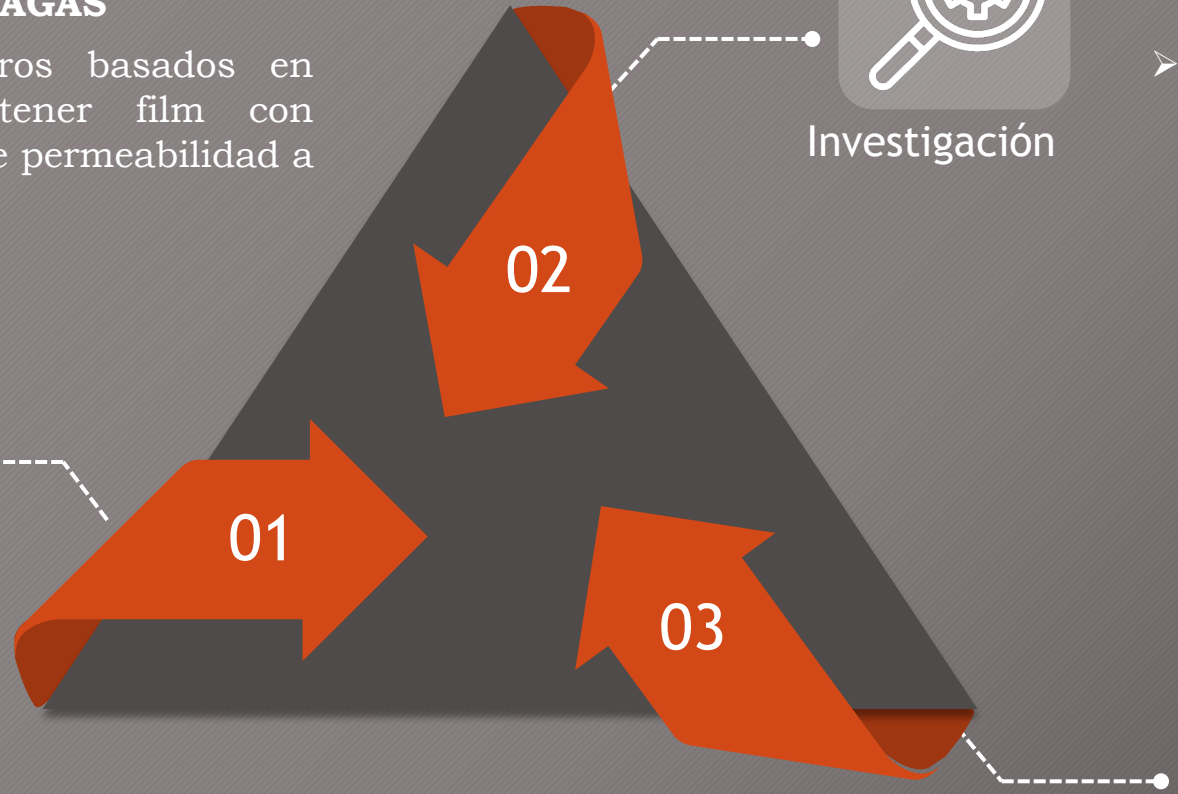 AGAS
ros basados en
tener film con
e permeabilidad a
Investigación
02
01
03